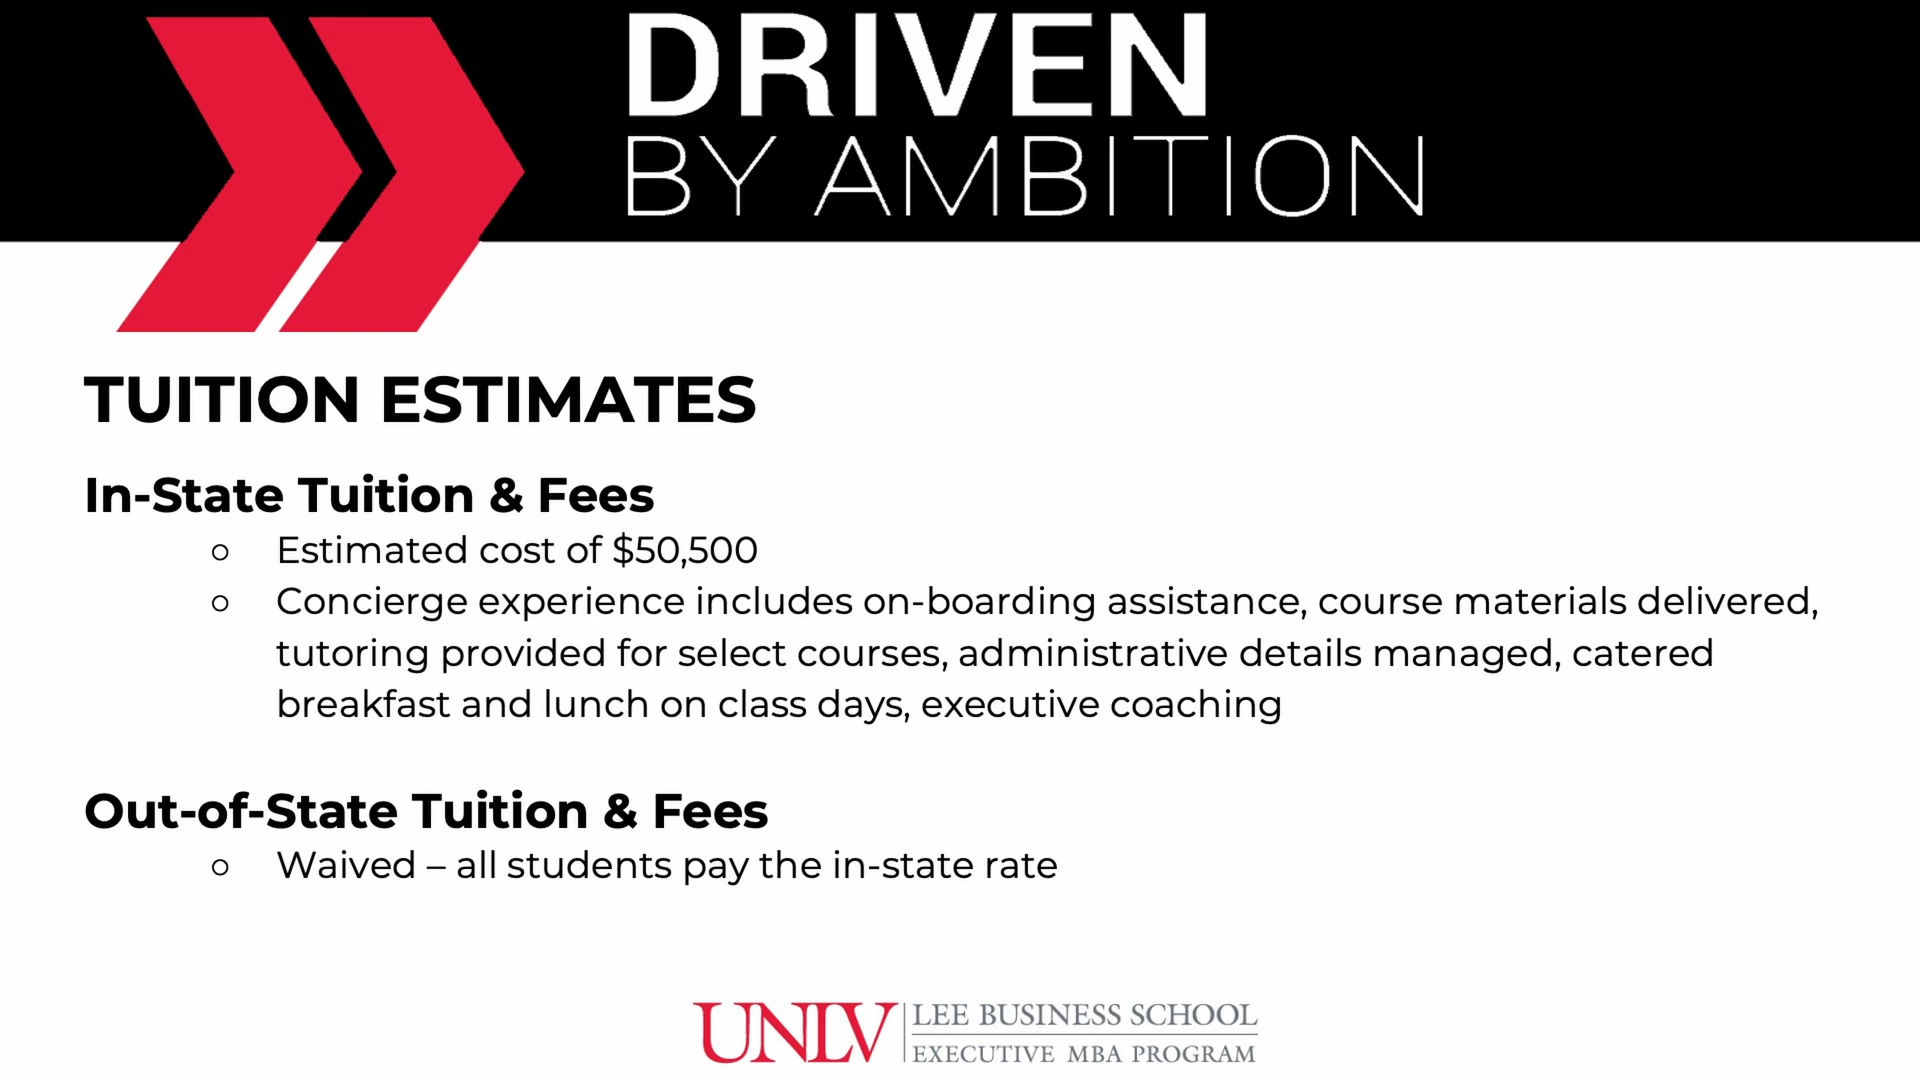 DRIVEN
BY AMBITION
TUITION ESTIMATES
In-State Tuition & Fees
○ Estimated cost of $50,500
○ Concierge experience includes on-boarding assistance, course materials delivered,
tutoring provided for select courses, administrative details managed, catered
breakfast and lunch on class days, executive coaching
Out-of-State Tuition & Fees
○ Waived – all students pay the in-state rate
UNLV LEE BUSINESS SCHOOL
EXECUTIVE MBA PROGRAM